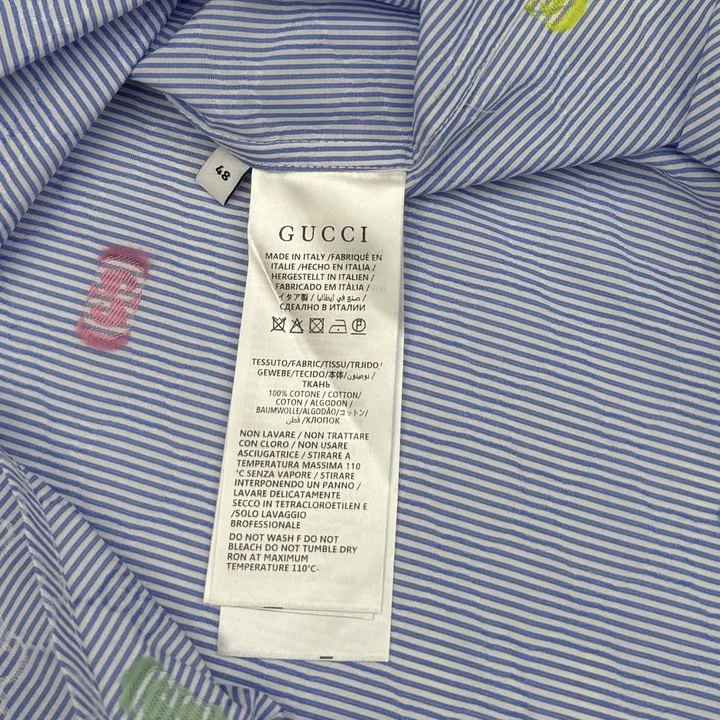 48
GUCCI
MADE IN ITALY /FABRIQUÉ EN
ITALIE /HECHO EN ITALIA /
HERGESTELLT IN ITALIEN /
FABRICADO EM ITÁLIA /
イタリア製 / صنع في إيطاليا /
СДЕЛАНО В ИТАЛИИ
TESSUTO/FABRIC/TISSU/TRJIDO/
GEWEBE/TECIDO/本体/
ТКАНЬ
100% COTONE / COTTON/
COTON / ALGODON /
BAUMWOLLE/ALGODÃO/コットン/
قطن /ХЛОПОК
NON LAVARE / NON TRATTARE
CON CLORO / NON USARE
ASCIUGATRICE / STIRARE A
TEMPERATURA MASSIMA 110
°C SENZA VAPORE / STIRARE
INTERPONENDO UN PANNO /
LAVARE DELICATAMENTE
SECCO IN TETRACLOROETILEN E
/SOLO LAVAGGIO
BROFESSIONALE
DO NOT WASH F DO NOT
BLEACH DO NOT TUMBLE DRY
RON AT MAXIMUM
TEMPERATURE 110°C-